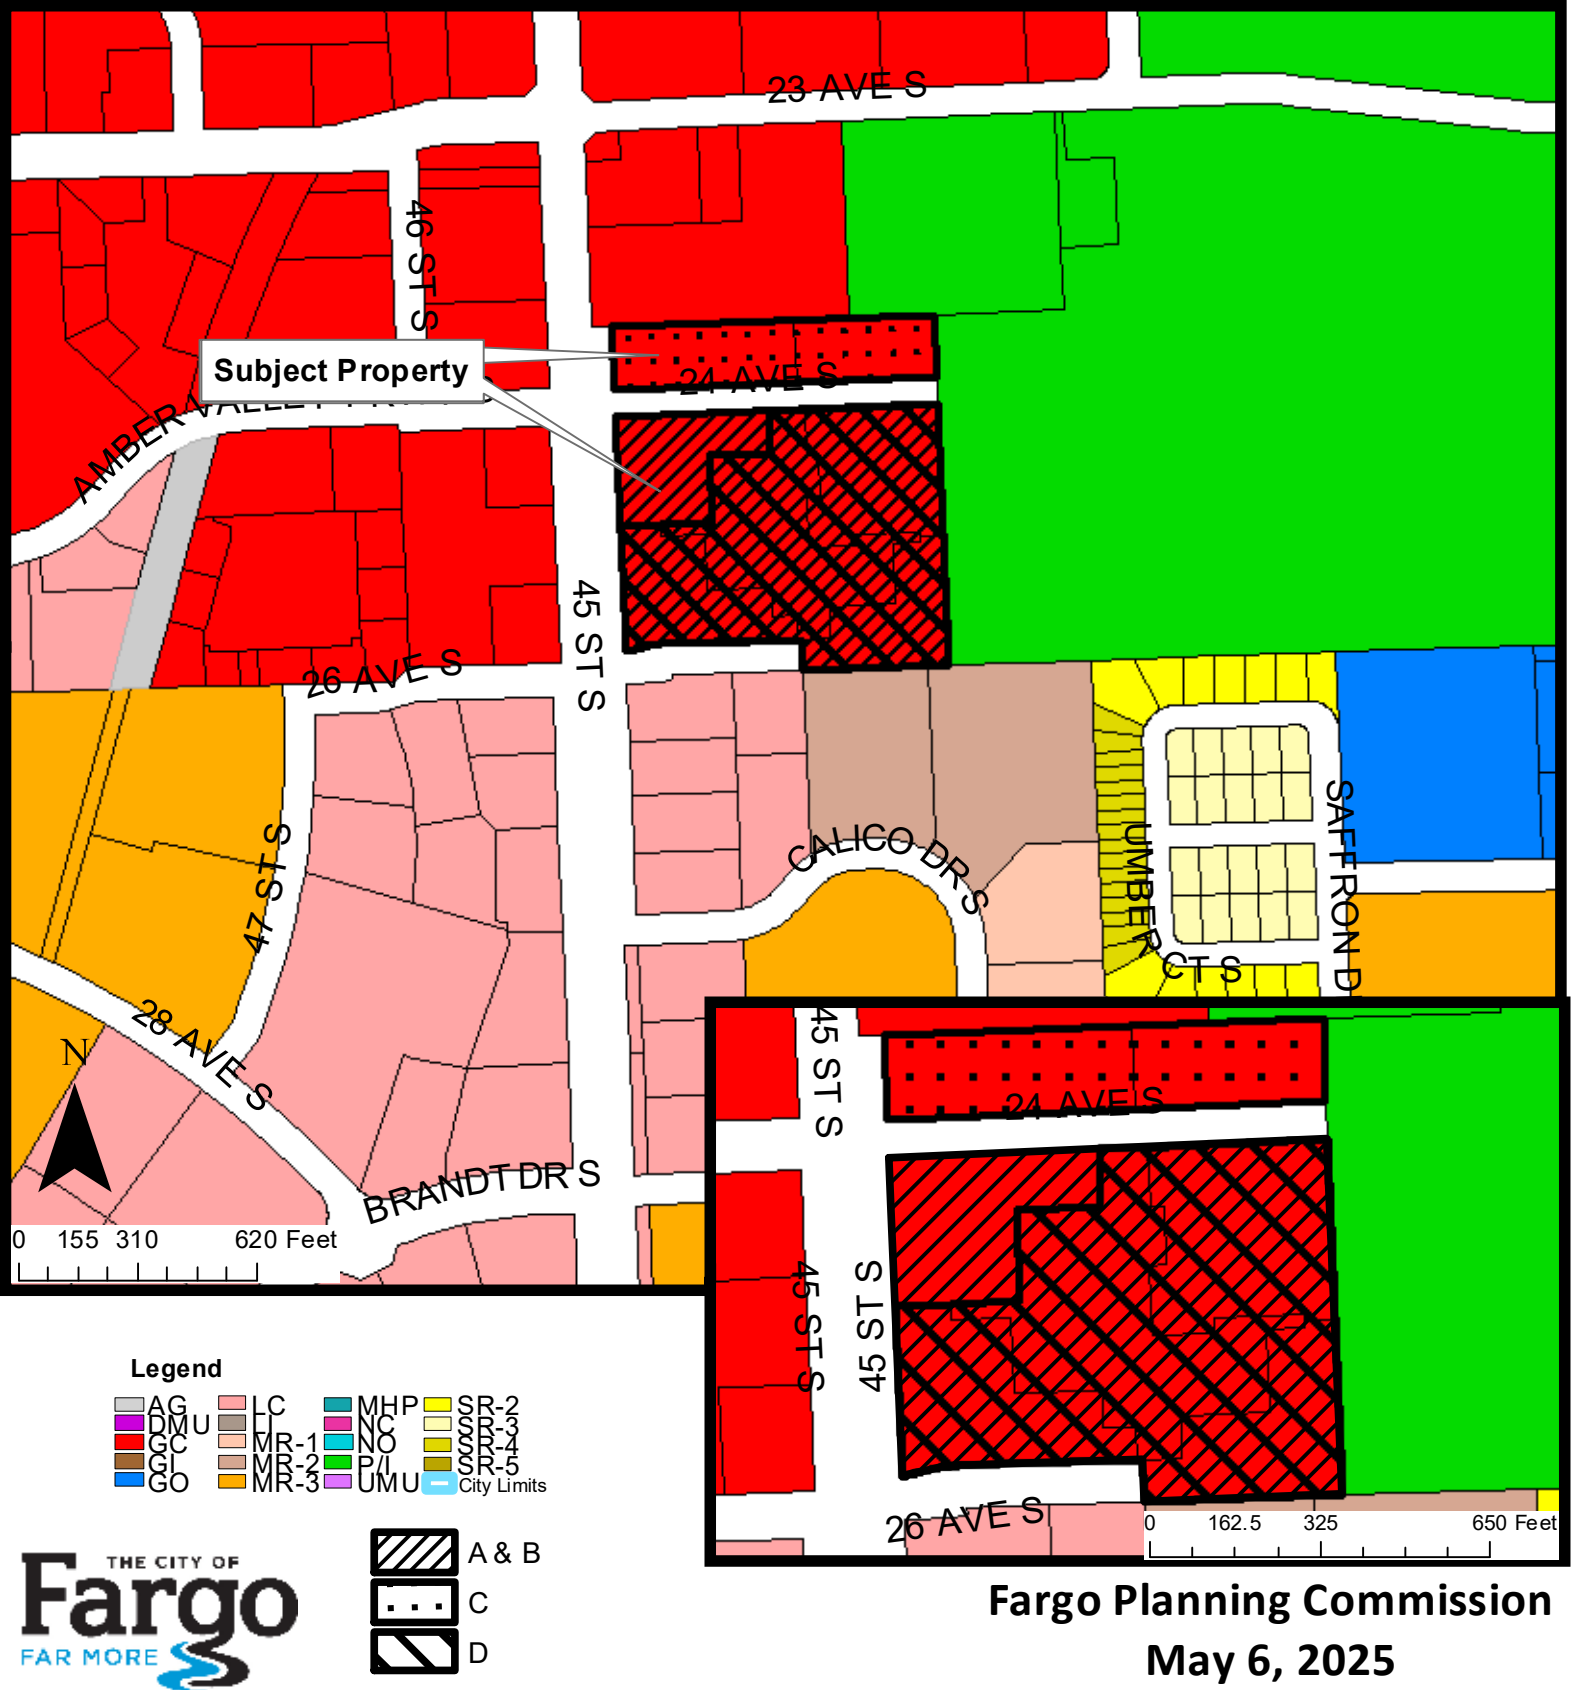 23 AVE S
46 ST S
Subject Property
24 AVE S
AMBER VALLEY
45 ST S
26 AVE S
47 ST S
CALICO DR S
UMBER CT S
SAFFRON D
28 AVE S
N
BRANDT DR S
0 155 310 620 Feet
45 ST S
24 AVE S
45 ST S
45 ST S
26 AVE S
0 162.5 325 650 Feet
Legend
AG LC MHP SR-2
DMU LI NC SR-3
GC MR-1 NO SR-4
GI MR-2 P/I SR-5
GO MR-3 UMU City Limits
A & B
C
D
THE CITY OF
Fargo
FAR MORE
Fargo Planning Commission
May 6, 2025